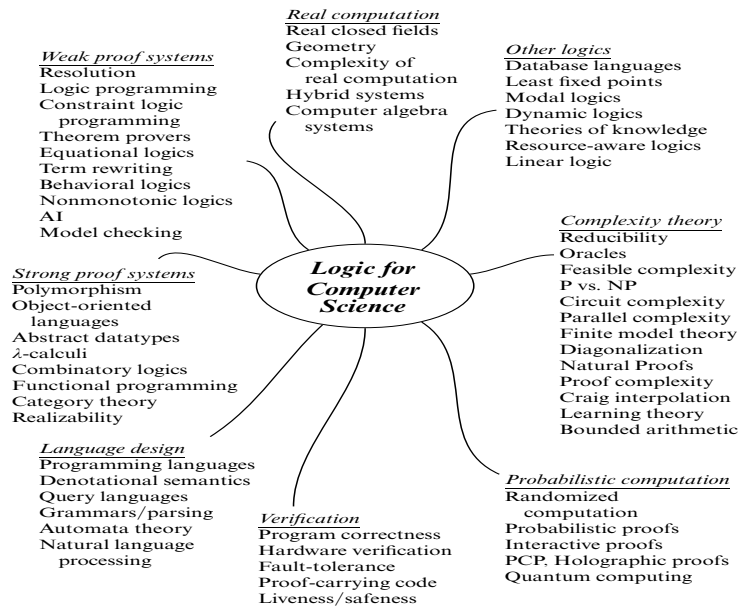 Real computation
Real closed fields
Geometry
Complexity of
real computation
Hybrid systems
Computer algebra
systems
Weak proof systems
Resolution
Logic programming
Constraint logic
programming
Theorem provers
Equational logics
Term rewriting
Behavioral logics
Nonmonotonic logics
AI
Model checking
Other logics
Database languages
Least fixed points
Modal logics
Dynamic logics
Theories of knowledge
Resource-aware logics
Linear logic
Logic for
Computer
Science
Complexity theory
Reducibility
Oracles
Feasible complexity
P vs. NP
Circuit complexity
Parallel complexity
Finite model theory
Diagonalization
Natural Proofs
Proof complexity
Craig interpolation
Learning theory
Bounded arithmetic
Strong proof systems
Polymorphism
Object-oriented
languages
Abstract datatypes
λ-calculi
Combinatory logics
Functional programming
Category theory
Realizability
Language design
Programming languages
Denotational semantics
Query languages
Grammars/parsing
Automata theory
Natural language
processing
Verification
Program correctness
Hardware verification
Fault-tolerance
Proof-carrying code
Liveness/safeness
Probabilistic computation
Randomized
computation
Probabilistic proofs
Interactive proofs
PCP, Holographic proofs
Quantum computing